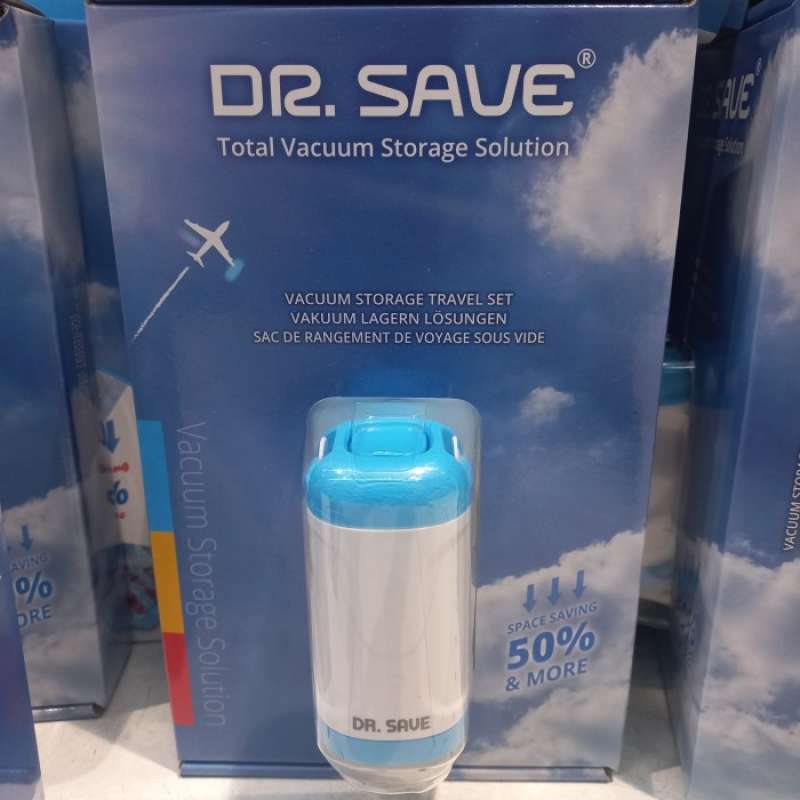 DR. SAVE®
Total Vacuum Storage Solution
VACUUM STORAGE TRAVEL SET
VAKUUM LAGERN LÖSUNGEN
SAC DE RANGEMENT DE VOYAGE SOUS VIDE
Vacuum Storage Solution
SPACE SAVING
50%
& MORE
DR. SAVE
%
VACUUM